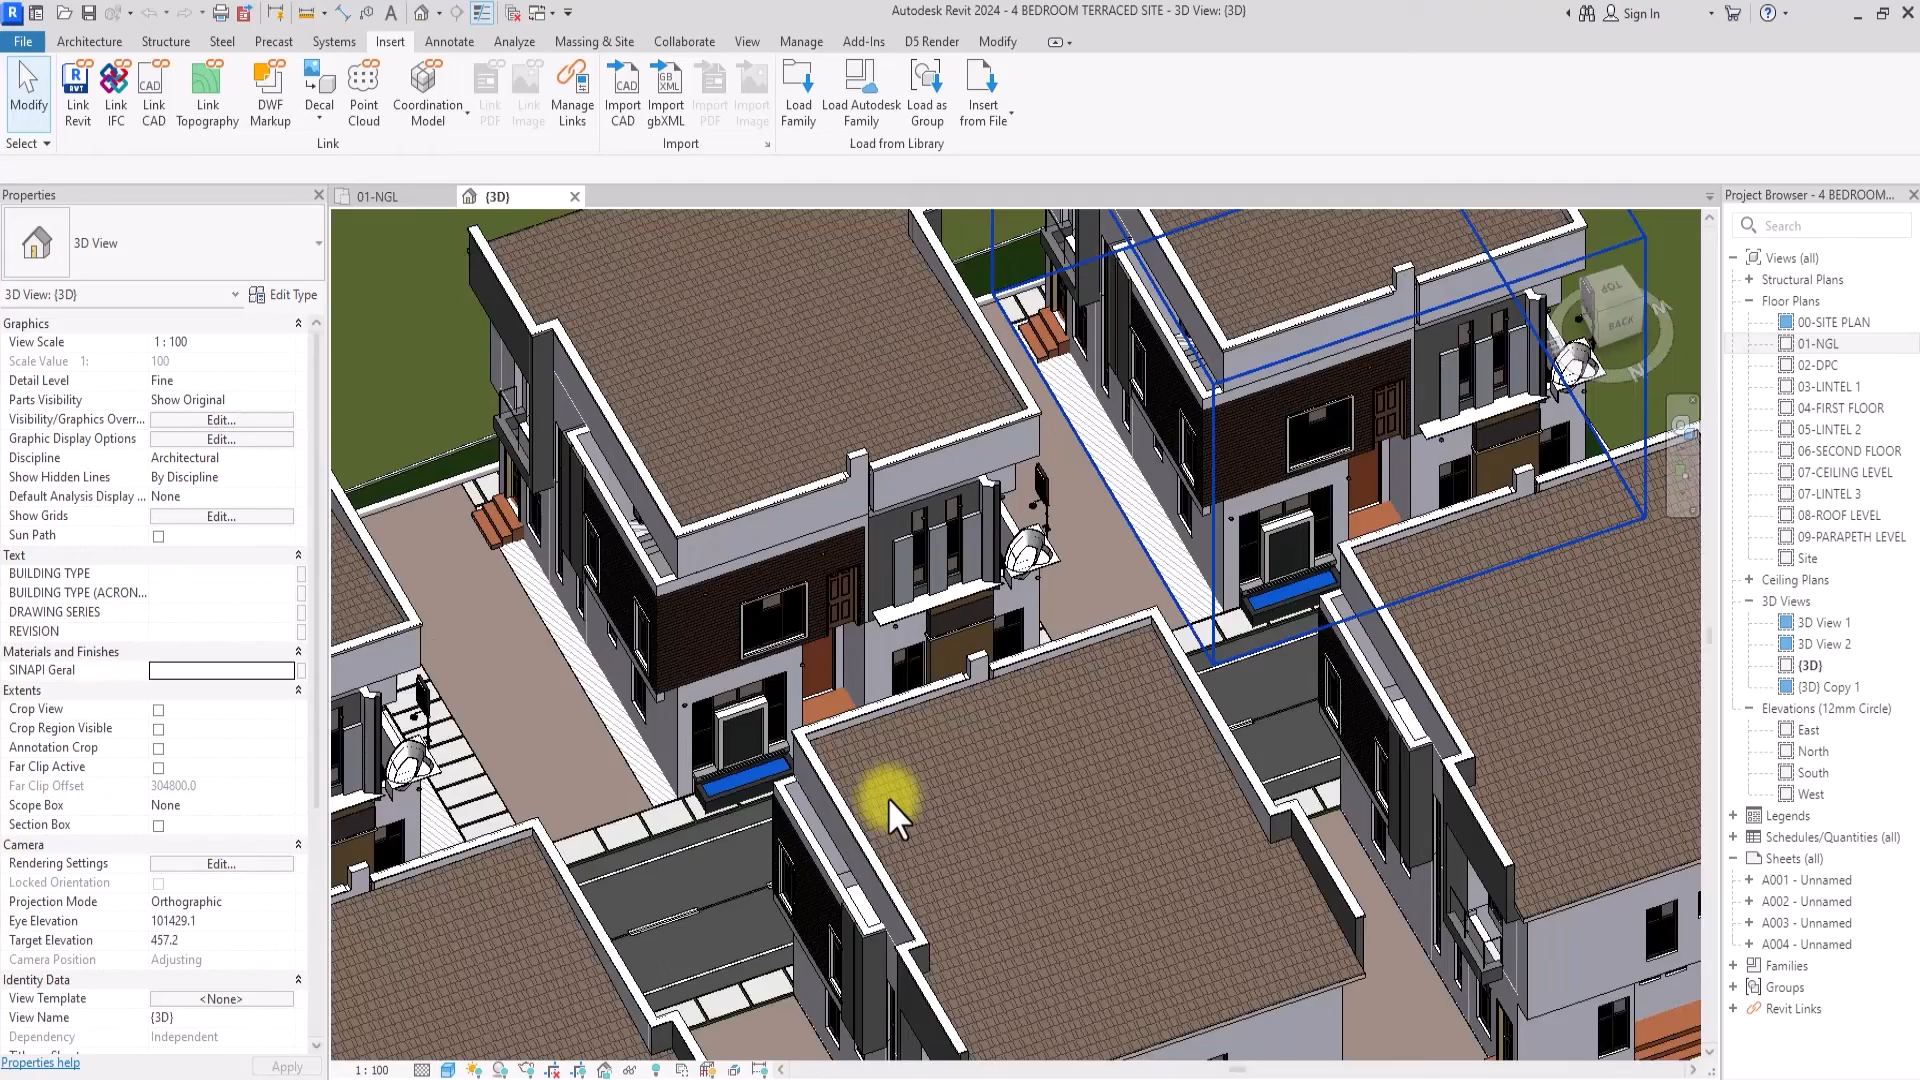 Autodesk Revit 2024 - 4 BEDROOM TERRACED SITE - 3D View: {3D}
Sign In
File Architecture Structure Steel Precast Systems Insert Annotate Analyze Massing & Site Collaborate View Manage Add-Ins D5 Render Modify
Modify
Link Revit
Link IFC
Link CAD
Link Topography
DWF Markup
Decal
Point Cloud
Coordination Model
Link PDF
Link Image
Manage Links
Import CAD
Import gbXML
Import PDF
Import Image
Load Family
Load Autodesk Family
Load as Group
Insert from File
Select
Link
Import
Load from Library
Properties
3D View
3D View: {3D}
Edit Type
Graphics
View Scale 1 : 100
Scale Value 1: 100
Detail Level Fine
Parts Visibility Show Original
Visibility/Graphics Overr... Edit...
Graphic Display Options Edit...
Discipline Architectural
Show Hidden Lines By Discipline
Default Analysis Display ... None
Show Grids Edit...
Sun Path
Text
BUILDING TYPE
BUILDING TYPE (ACRON...
DRAWING SERIES
REVISION
Materials and Finishes
SINAPI Geral
Extents
Crop View
Crop Region Visible
Annotation Crop
Far Clip Active
Far Clip Offset 304800.0
Scope Box None
Section Box
Camera
Rendering Settings Edit...
Locked Orientation
Projection Mode Orthographic
Eye Elevation 101429.1
Target Elevation 457.2
Camera Position Adjusting
Identity Data
View Template <None>
View Name {3D}
Dependency Independent
Properties help
Apply
01-NGL
{3D}
TOP
BACK
1 : 100
Project Browser - 4 BEDROOM...
Search
Views (all)
Structural Plans
Floor Plans
00-SITE PLAN
01-NGL
02-DPC
03-LINTEL 1
04-FIRST FLOOR
05-LINTEL 2
06-SECOND FLOOR
07-CEILING LEVEL
07-LINTEL 3
08-ROOF LEVEL
09-PARAPETH LEVEL
Site
Ceiling Plans
3D Views
3D View 1
3D View 2
{3D}
{3D} Copy 1
Elevations (12mm Circle)
East
North
South
West
Legends
Schedules/Quantities (all)
Sheets (all)
A001 - Unnamed
A002 - Unnamed
A003 - Unnamed
A004 - Unnamed
Families
Groups
Revit Links